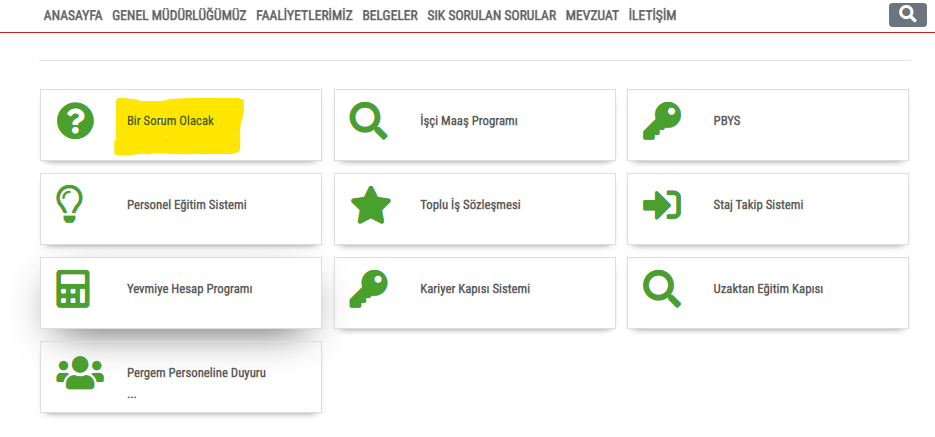 ANASAYFA GENEL MÜDÜRLÜĞÜMÜZ FAALİYETLERİMİZ BELGELER SIK SORULAN SORULAR MEVZUAT İLETİŞİM
Bir Sorum Olacak
İşçi Maaş Programı
PBYS
Personel Eğitim Sistemi
Toplu İş Sözleşmesi
Staj Takip Sistemi
Yevmiye Hesap Programı
Kariyer Kapısı Sistemi
Uzaktan Eğitim Kapısı
Pergem Personeline Duyuru
...